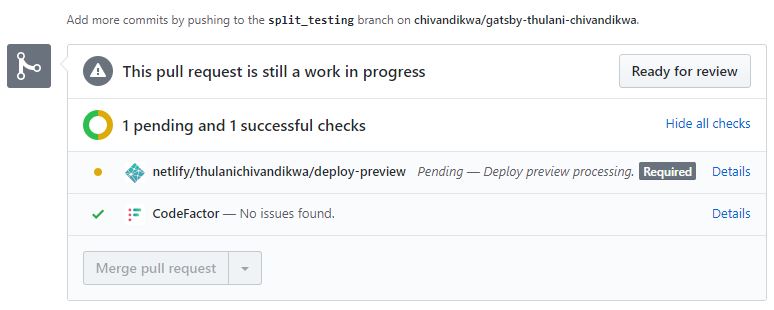 Add more commits by pushing to the split_testing branch on chivandikwa/gatsby-thulani-chivandikwa.
This pull request is still a work in progress
Ready for review
1 pending and 1 successful checks
Hide all checks
netlify/thulanichivandikwa/deploy-preview Pending — Deploy preview processing. Required Details
CodeFactor — No issues found. Details
Merge pull request